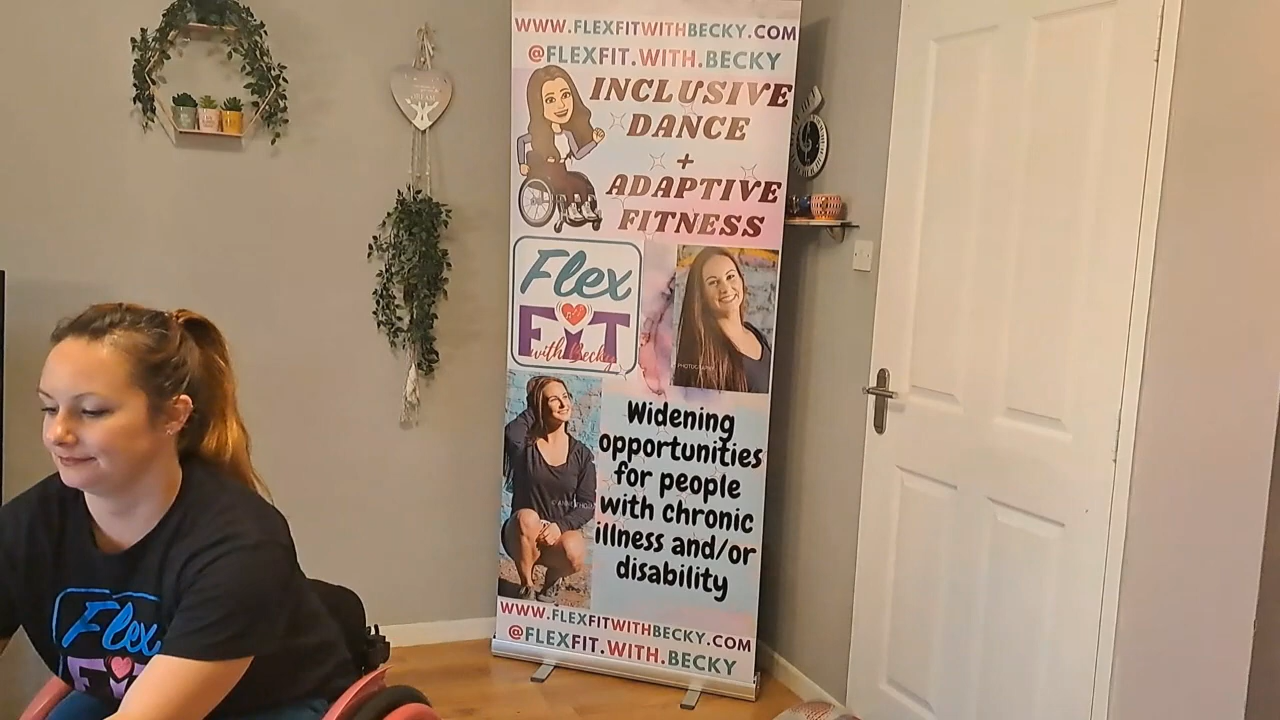 WWW.FLEXFITWITHBECKY.COM
@FLEXFIT.WITH.BECKY
INCLUSIVE
DANCE
+
ADAPTIVE
FITNESS
Flex
FIT
with Becky
Widening
opportunities
for people
with chronic
illness and/or
disability
WWW.FLEXFITWITHBECKY.COM
@FLEXFIT.WITH.BECKY
Flex
FIT